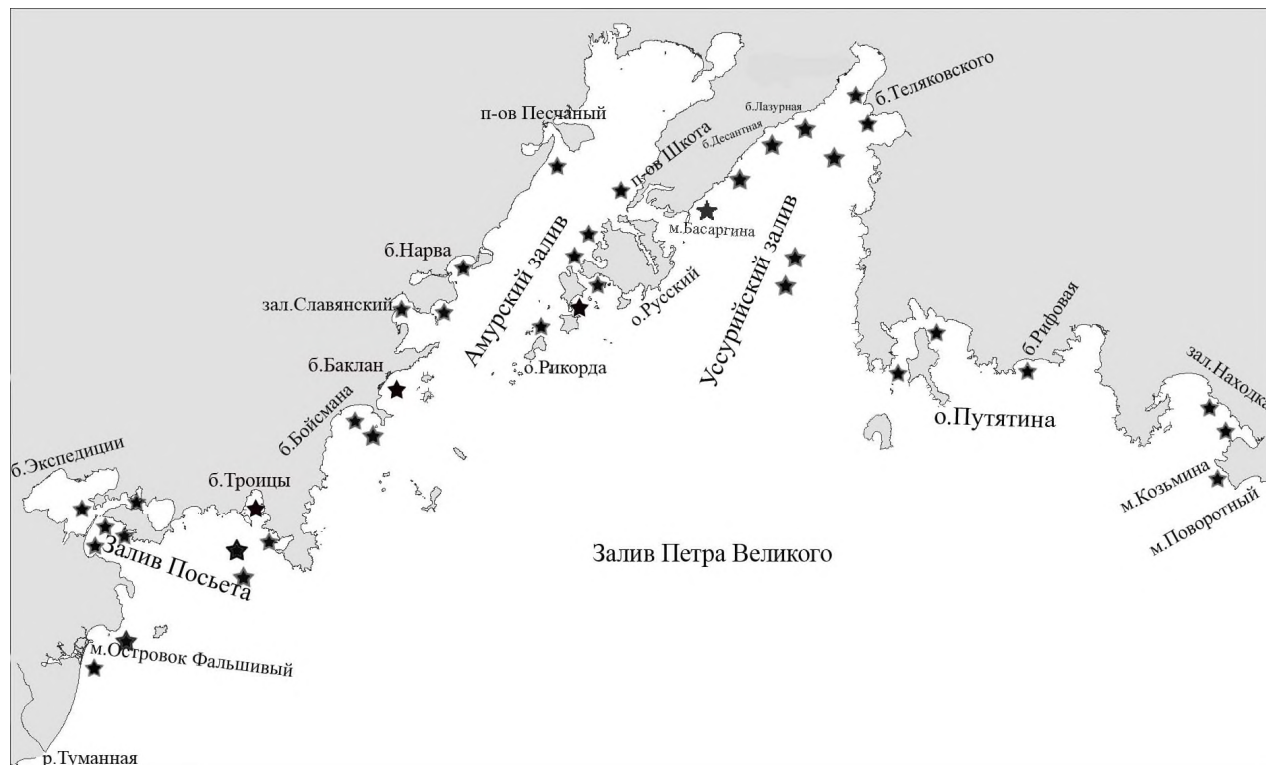 б.Теляковского
п-ов Песчаный
б.Лазурная
б.Десантная
п-ов Шкота
м.Басаргина
б.Нарва
Амурский залив
Уссурийский залив
зал.Славянский
о.Русский
б.Баклан
о.Рикорда
б.Рифовая
зал.Находка
о.Путятина
б.Бойсмана
б.Экспедиции
б.Троицы
м.Козьмина
м.Поворотный
Залив Посьета
Залив Петра Великого
м.Островок Фальшивый
р.Туманная